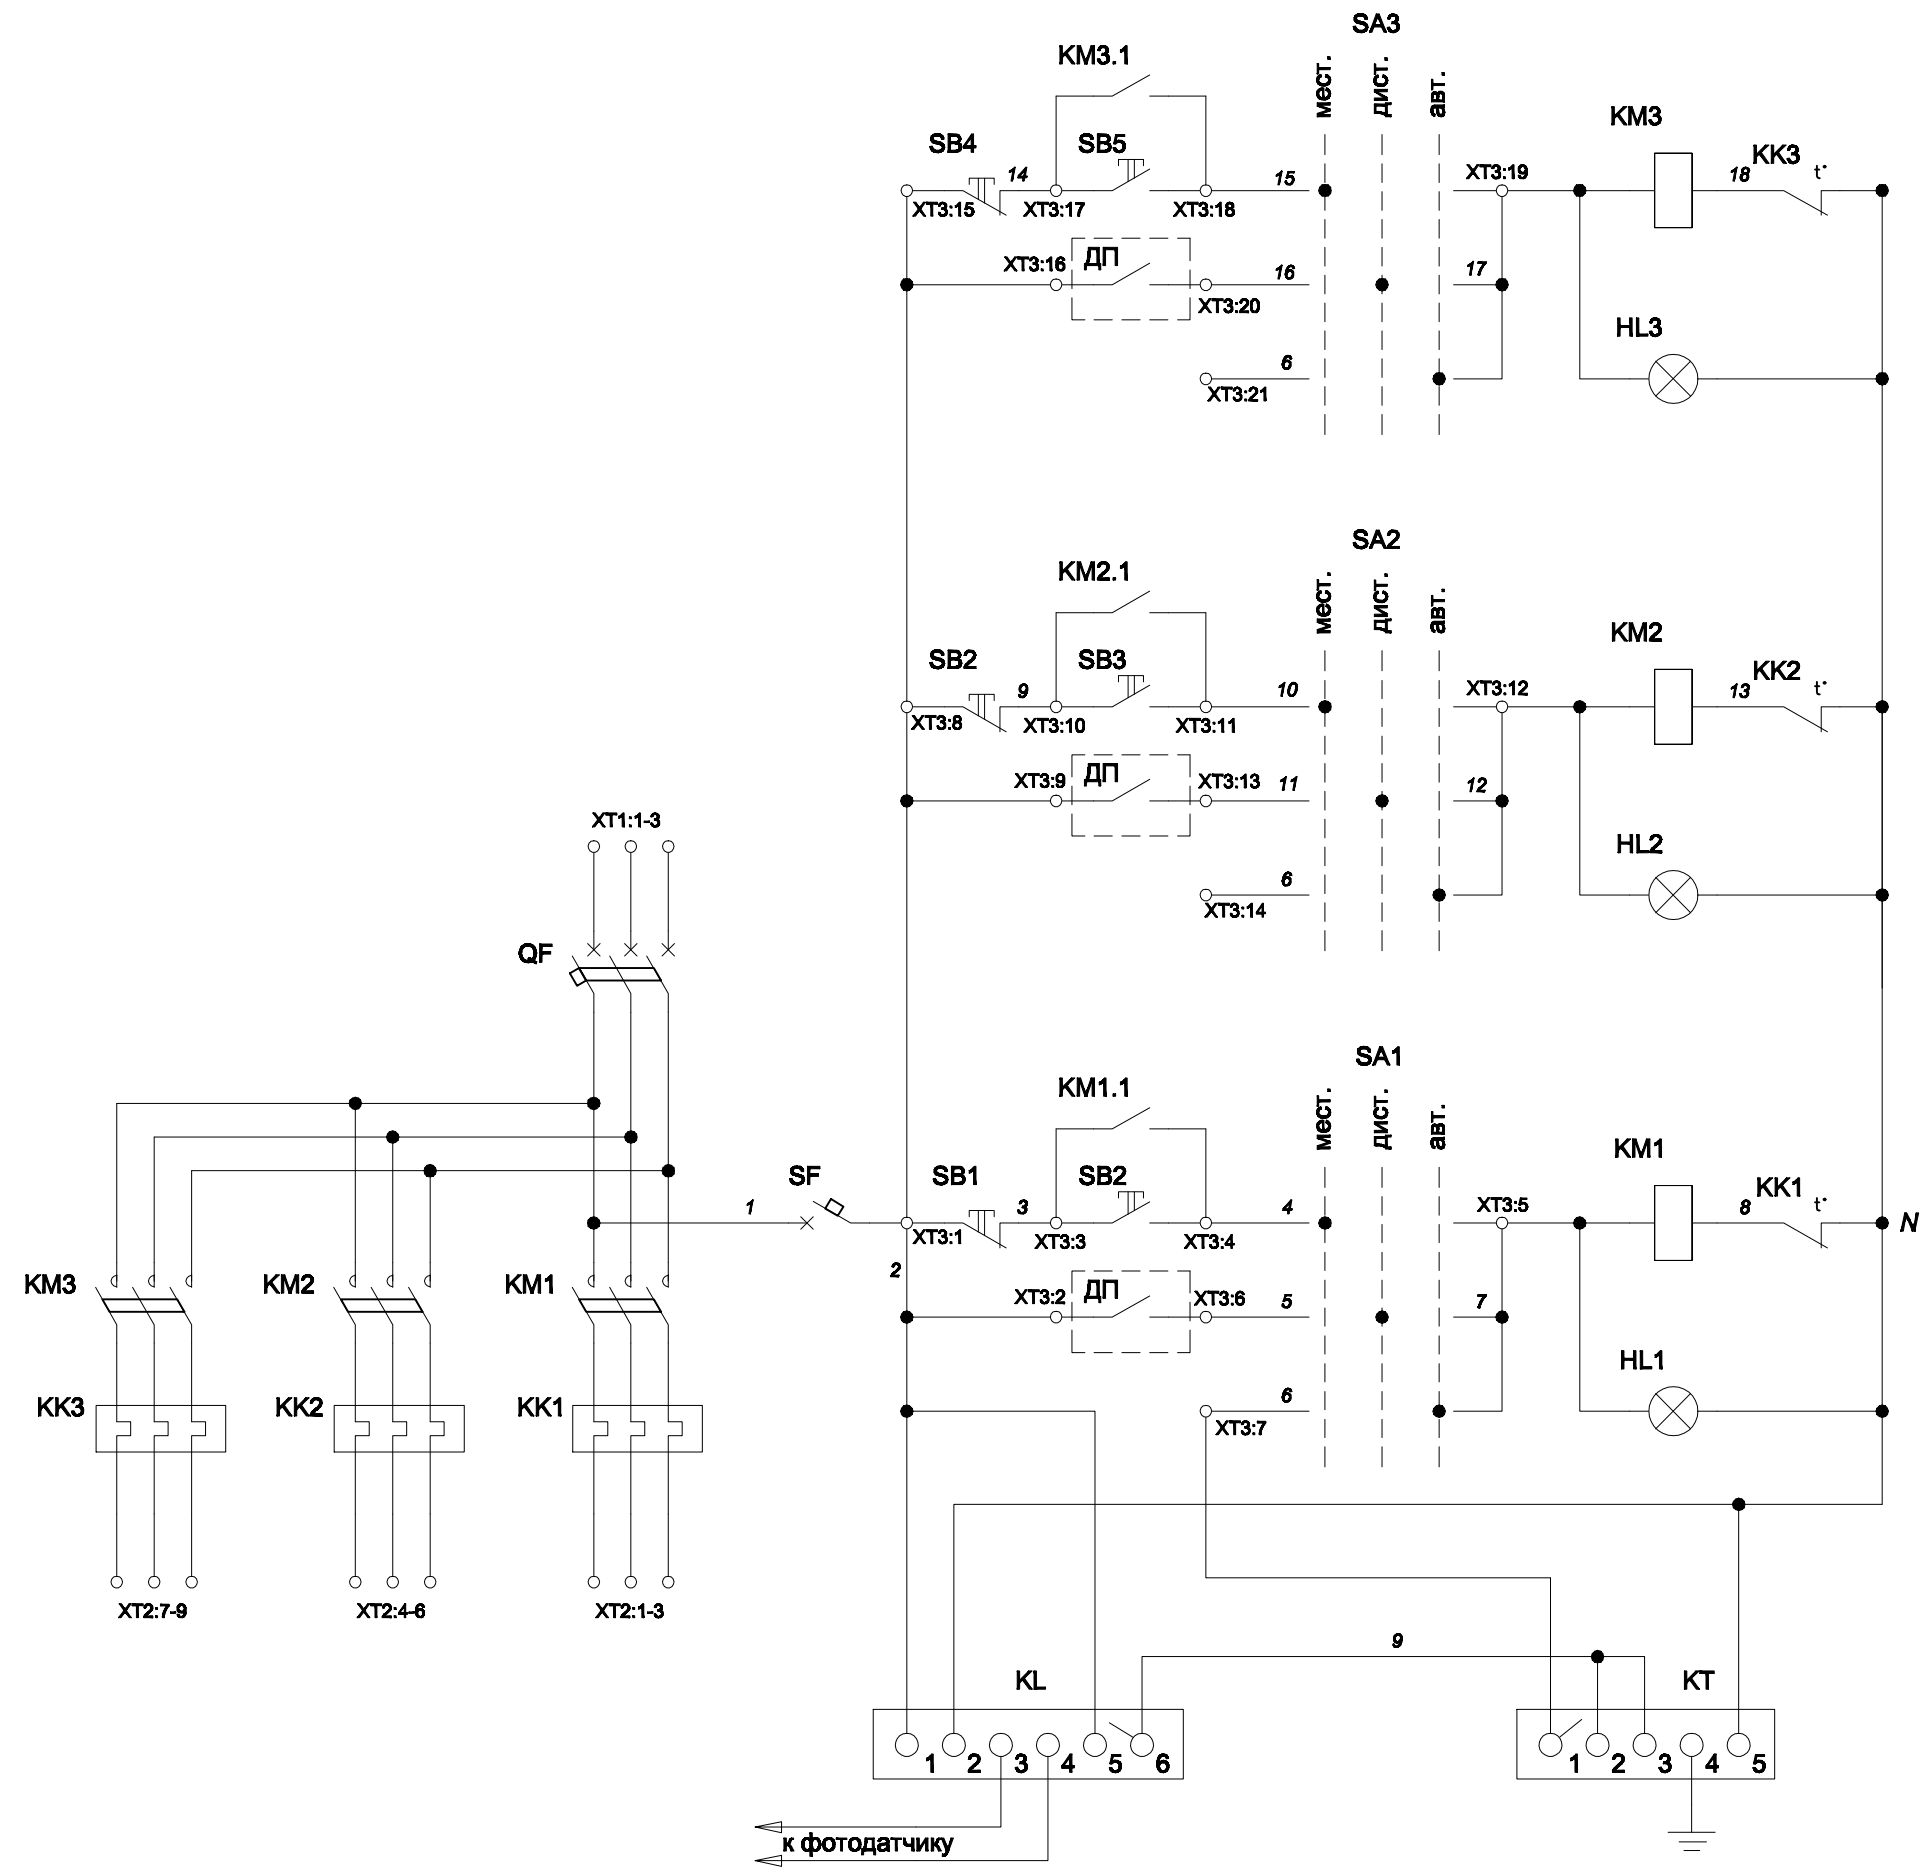 SA3
KM3.1
мест.
дист.
авт.
KM3
SB4
14
SB5
15
XT3:19
18
KK3
t°
XT3:15
XT3:17
XT3:18
XT3:16
ДП
16
17
XT3:20
HL3
6
XT3:21
SA2
KM2.1
мест.
дист.
авт.
KM2
SB2
9
SB3
10
XT3:12
13
KK2
t°
XT3:8
XT3:10
XT3:11
XT3:9
ДП
XT3:13
11
12
HL2
6
XT3:14
XT1:1-3
QF
SA1
KM1.1
мест.
дист.
авт.
KM1
1
SF
SB1
3
SB2
4
XT3:5
8
KK1
t°
N
XT3:1
XT3:3
XT3:4
2
XT3:2
ДП
XT3:6
5
7
HL1
6
XT3:7
KM3
KM2
KM1
KK3
KK2
KK1
XT2:7-9
XT2:4-6
XT2:1-3
9
KL
KT
1 2 3 4 5 6
1 2 3 4 5
к фотодатчику